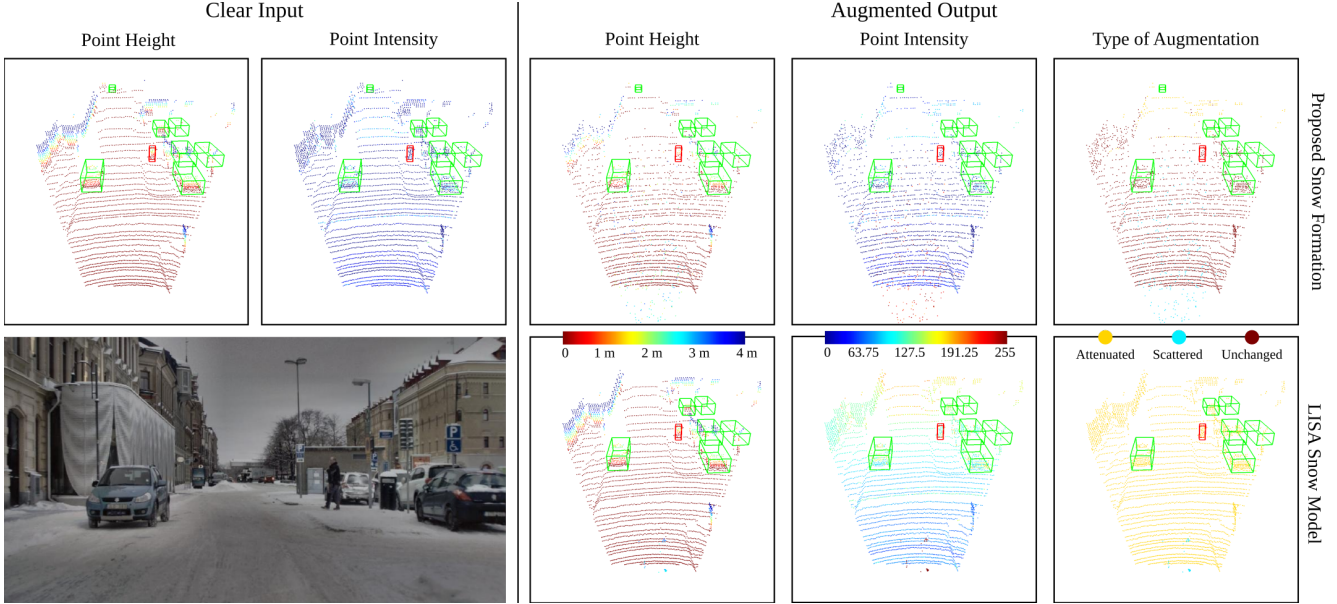 Clear Input
Augmented Output
Point Height
Point Intensity
Point Height
Point Intensity
Type of Augmentation
Proposed Snow Formation
0
1 m
2 m
3 m
4 m
0
63.75
127.5
191.25
255
Attenuated
Scattered
Unchanged
LISA Snow Model
P